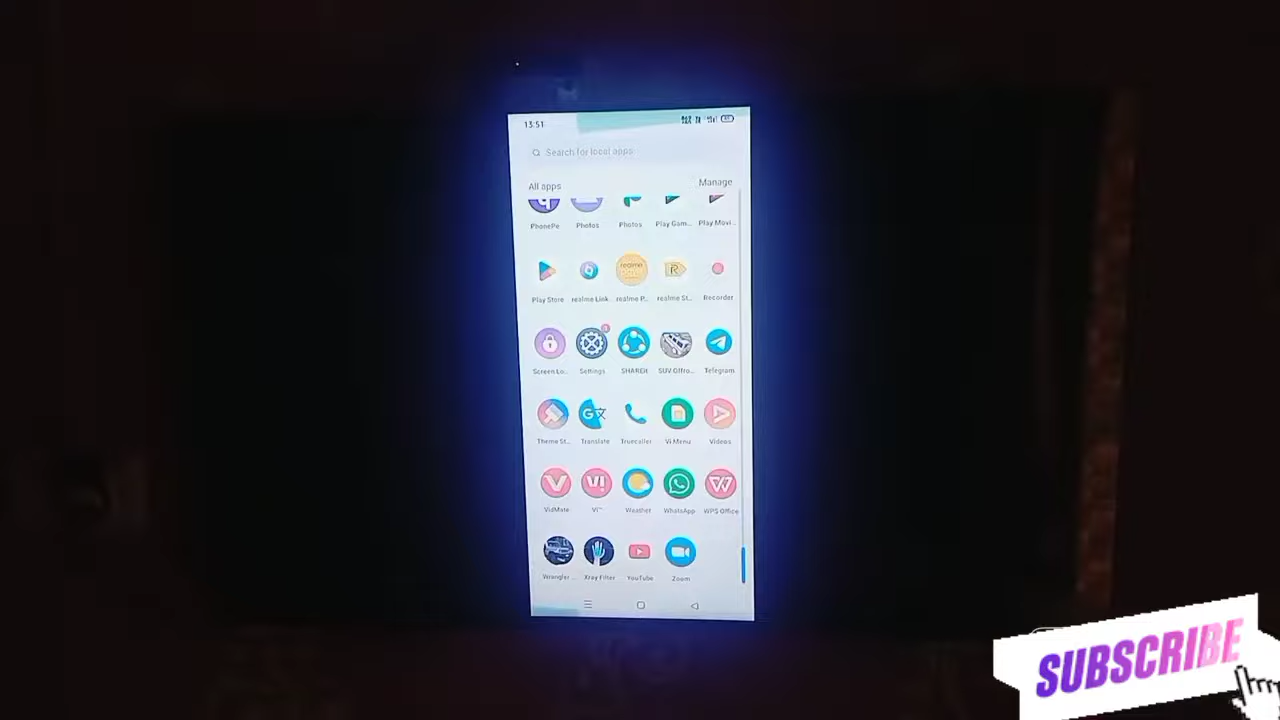 13:51
Search for local apps
All apps Manage
PhonePe Photos Photos Play Gam... Play Movi...
Play Store realme Link realme P... realme St... Recorder
Screen Lo... Settings SHAREit SUV Offro... Telegram
Theme St... Translate Truecaller Vi Menu Videos
VidMate Vi™ Weather WhatsApp WPS Office
Wrangler... Xray Filter YouTube Zoom
SUBSCRIBE